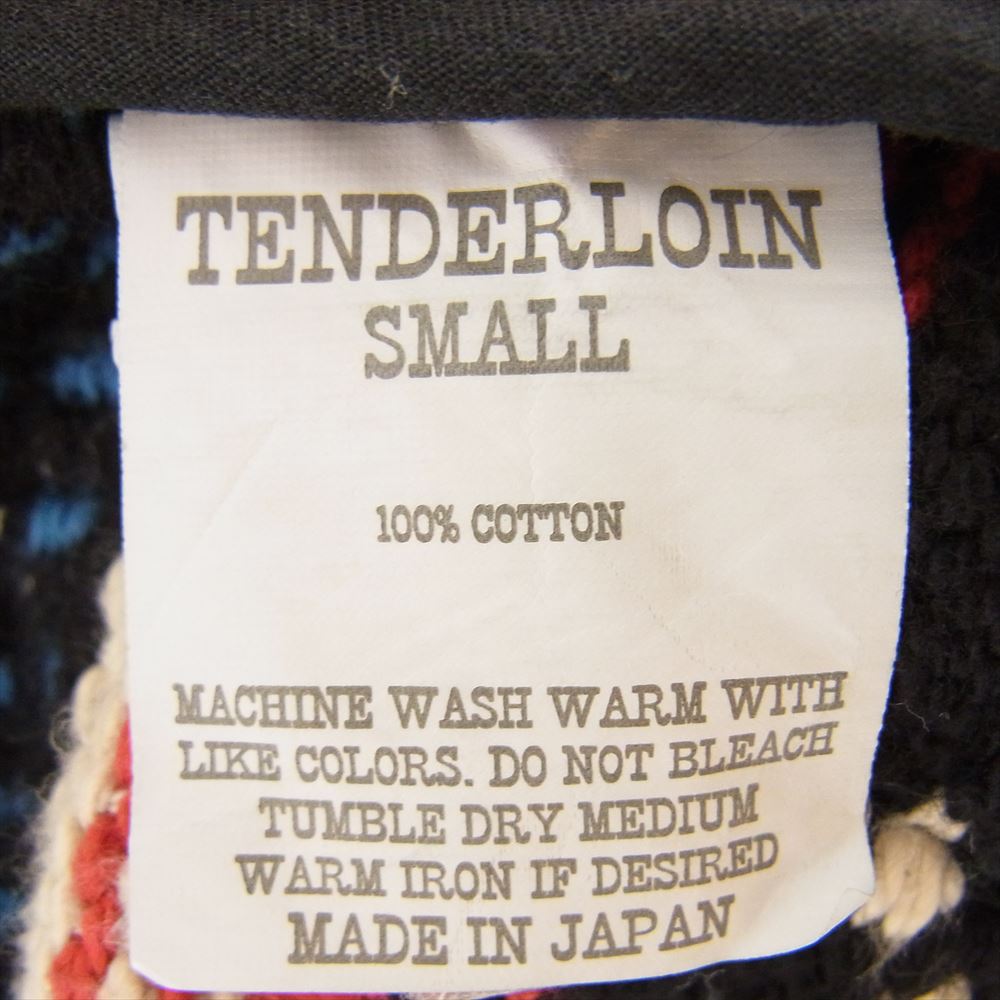 TENDERLOIN
SMALL
100% COTTON
MACHINE WASH WARM WITH
LIKE COLORS. DO NOT BLEACH
TUMBLE DRY MEDIUM
WARM IRON IF DESIRED
MADE IN JAPAN